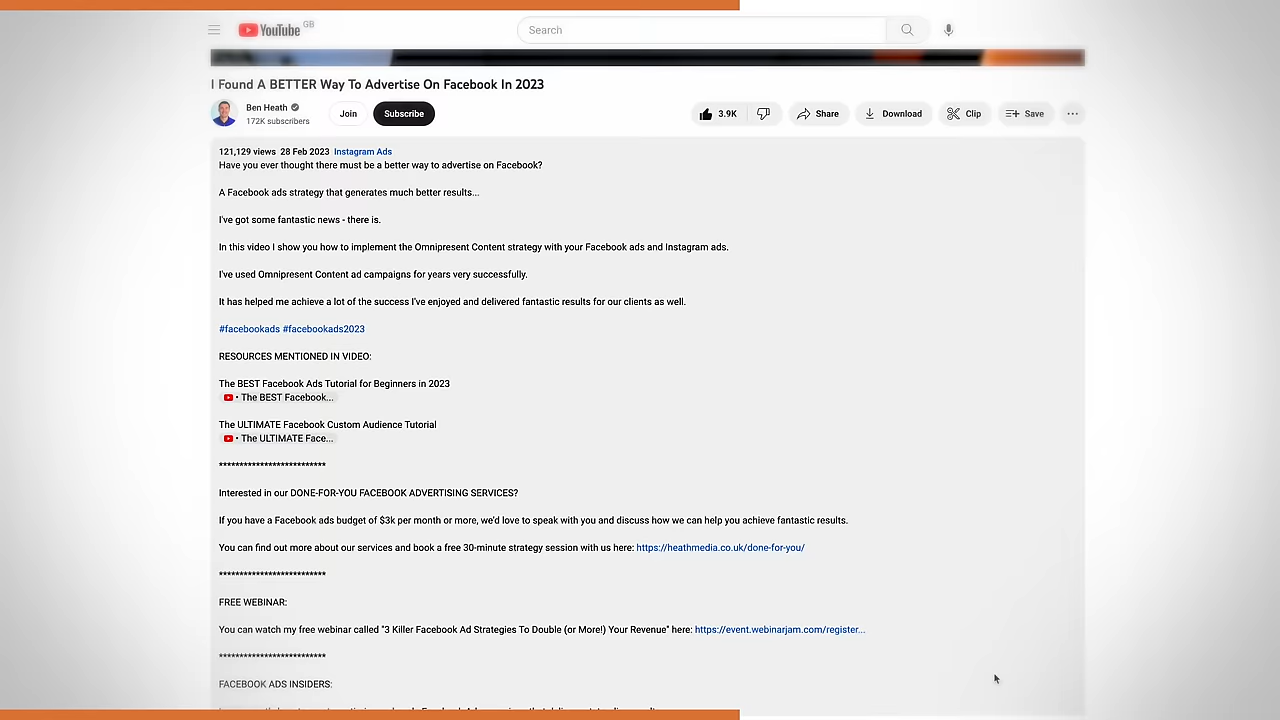 YouTube GB
Search
I Found A BETTER Way To Advertise On Facebook In 2023
Ben Heath
172K subscribers
Join
Subscribe
3.9K
Share
Download
Clip
Save
121,129 views 28 Feb 2023 Instagram Ads
Have you ever thought there must be a better way to advertise on Facebook?
A Facebook ads strategy that generates much better results...
I've got some fantastic news - there is.
In this video I show you how to implement the Omnipresent Content strategy with your Facebook ads and Instagram ads.
I've used Omnipresent Content ad campaigns for years very successfully.
It has helped me achieve a lot of the success I've enjoyed and delivered fantastic results for our clients as well.
#facebookads #facebookads2023
RESOURCES MENTIONED IN VIDEO:
The BEST Facebook Ads Tutorial for Beginners in 2023
• The BEST Facebook...
The ULTIMATE Facebook Custom Audience Tutorial
• The ULTIMATE Face...
**************************
Interested in our DONE-FOR-YOU FACEBOOK ADVERTISING SERVICES?
If you have a Facebook ads budget of $3k per month or more, we'd love to speak with you and discuss how we can help you achieve fantastic results.
You can find out more about our services and book a free 30-minute strategy session with us here: https://heathmedia.co.uk/done-for-you/
**************************
FREE WEBINAR:
You can watch my free webinar called "3 Killer Facebook Ad Strategies To Double (or More!) Your Revenue" here: https://event.webinarjam.com/register...
**************************
FACEBOOK ADS INSIDERS: